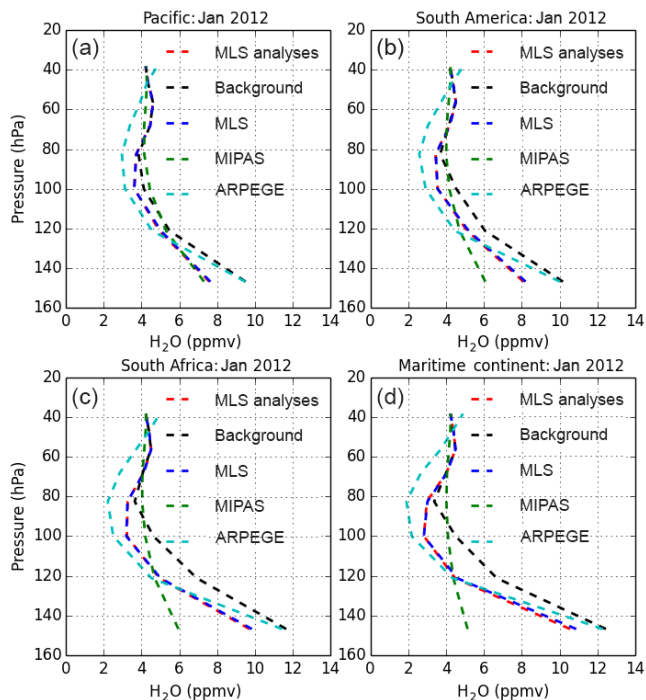 Pacific: Jan 2012
(a)
MLS analyses
Background
MLS
MIPAS
ARPEGE
20
40
60
80
100
120
140
160
Pressure (hPa)
0 2 4 6 8 10 12 14
H₂O (ppmv)
South America: Jan 2012
(b)
MLS analyses
Background
MLS
MIPAS
ARPEGE
20
40
60
80
100
120
140
160
0 2 4 6 8 10 12 14
H₂O (ppmv)
South Africa: Jan 2012
(c)
MLS analyses
Background
MLS
MIPAS
ARPEGE
20
40
60
80
100
120
140
160
Pressure (hPa)
0 2 4 6 8 10 12 14
H₂O (ppmv)
Maritime continent: Jan 2012
(d)
MLS analyses
Background
MLS
MIPAS
ARPEGE
20
40
60
80
100
120
140
160
0 2 4 6 8 10 12 14
H₂O (ppmv)